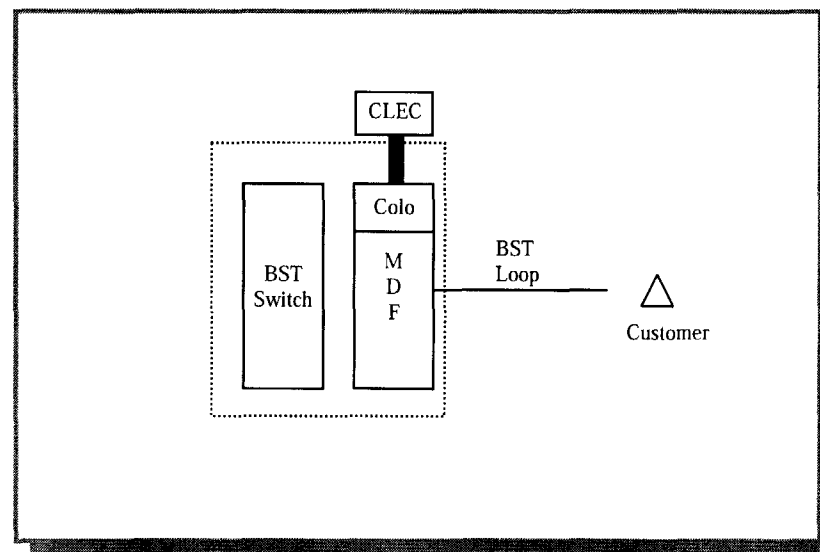 CLEC
Colo
BST
Switch
M
D
F
BST
Loop
Customer